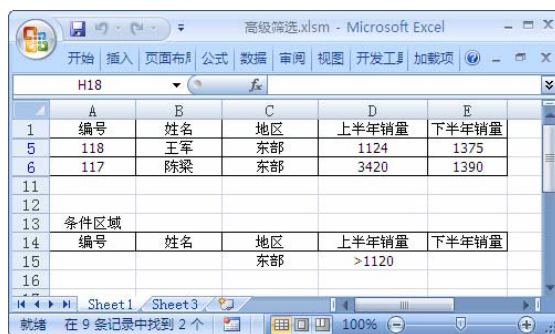 高级筛选.xlsm - Microsoft Excel
开始 插入 页面布局 公式 数据 审阅 视图 开发工具 加载项
H18 fx
A B C D E
1 编号 姓名 地区 上半年销量 下半年销量
5 118 王军 东部 1124 1375
6 117 陈梁 东部 3420 1390
11
12
13 条件区域
14 编号 姓名 地区 上半年销量 下半年销量
15 东部 >1120
16
Sheet1 Sheet3
就绪 在 9 条记录中找到 2 个 100%